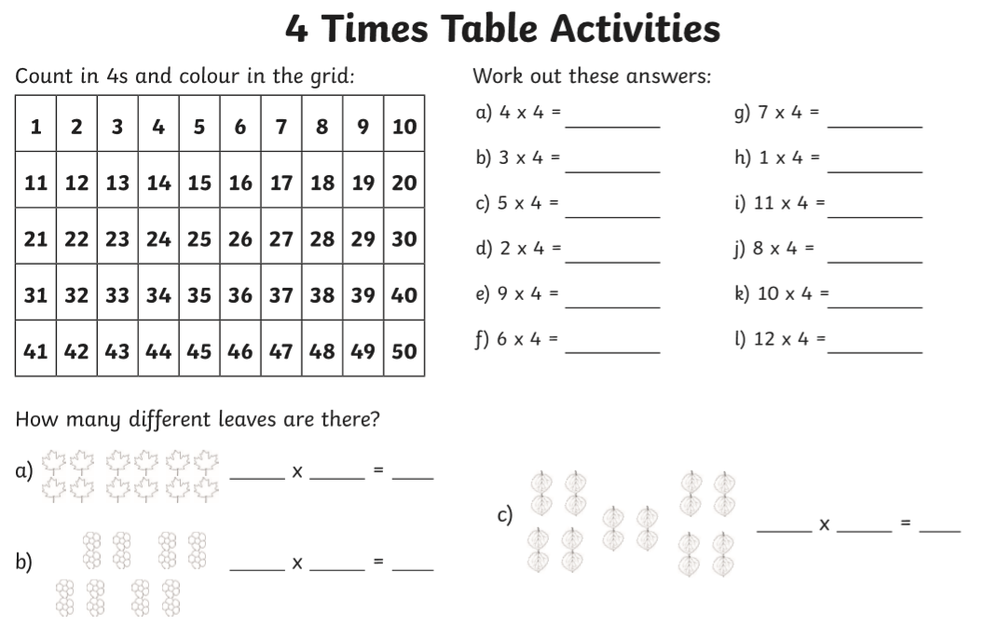 4 Times Table Activities
Count in 4s and colour in the grid:
1 2 3 4 5 6 7 8 9 10
11 12 13 14 15 16 17 18 19 20
21 22 23 24 25 26 27 28 29 30
31 32 33 34 35 36 37 38 39 40
41 42 43 44 45 46 47 48 49 50
Work out these answers:
a) 4 x 4 = ________
b) 3 x 4 = ________
c) 5 x 4 = ________
d) 2 x 4 = ________
e) 9 x 4 = ________
f) 6 x 4 = ________
g) 7 x 4 = ________
h) 1 x 4 = ________
i) 11 x 4 = ________
j) 8 x 4 = ________
k) 10 x 4 = ________
l) 12 x 4 = ________
How many different leaves are there?
a) _____ x _____ = ____
b) _____ x _____ = ____
c) _____ x _____ = ____